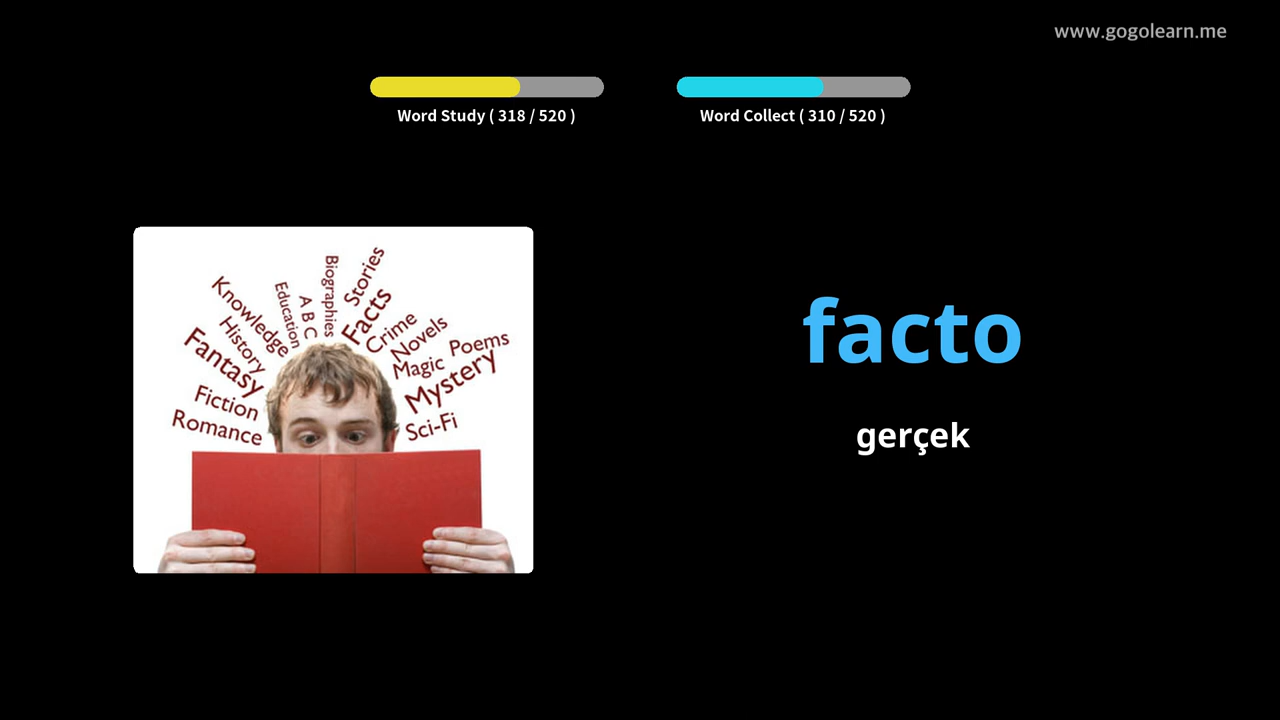 www.gogolearn.me
Word Study ( 318 / 520 )
Word Collect ( 310 / 520 )
Knowledge
History
Fantasy
Fiction
Romance
Education
A B C
Biographies
Stories
Facts
Crime
Novels
Magic
Poems
Mystery
Sci-Fi
facto
gerçek